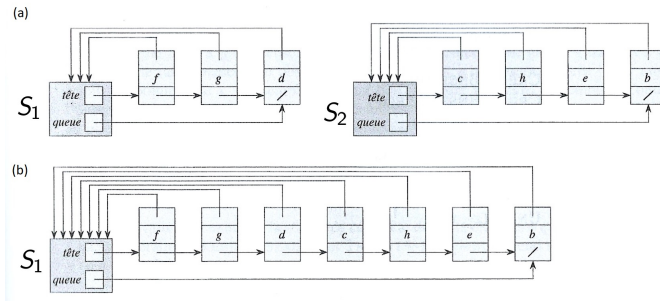 (a)
f g d
tête
S1
queue
c h e b
tête
S2
queue
(b)
f g d c h e b
tête
S1
queue